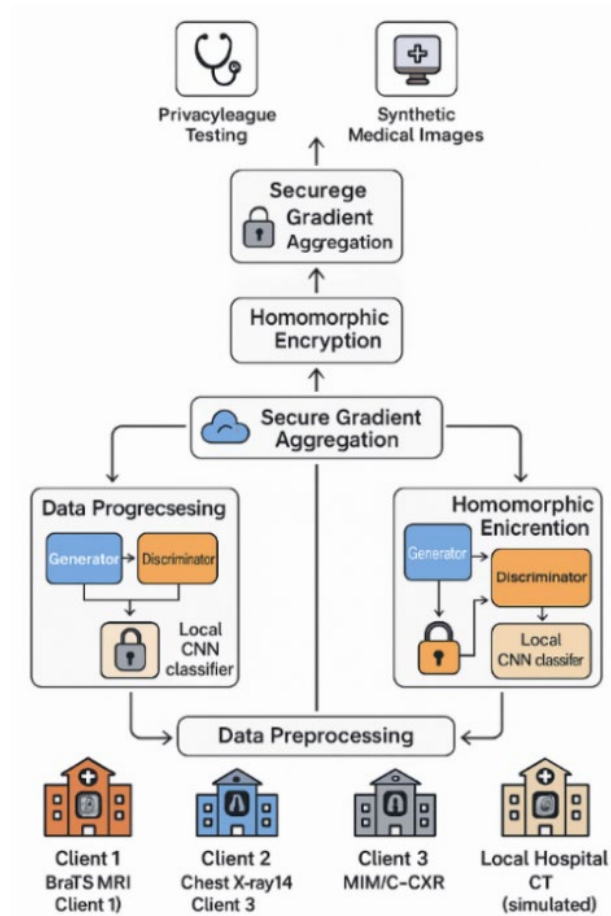 Privacyleague
Testing
Synthetic
Medical Images
Securege
Gradient
Aggregation
Homomorphic
Encryption
Secure Gradient
Aggregation
Data Progrecsesing
Generator
Discriminator
Local
CNN
classifier
Homomorphic
Enicrention
Generator
Discriminator
Local
CNN classifer
Data Preprocessing
Client 1
BraTS MRI
Client 1)
Client 2
Chest X-ray14
Client 3
Client 3
MIM/C-CXR
Local Hospital
CT
(simulated)